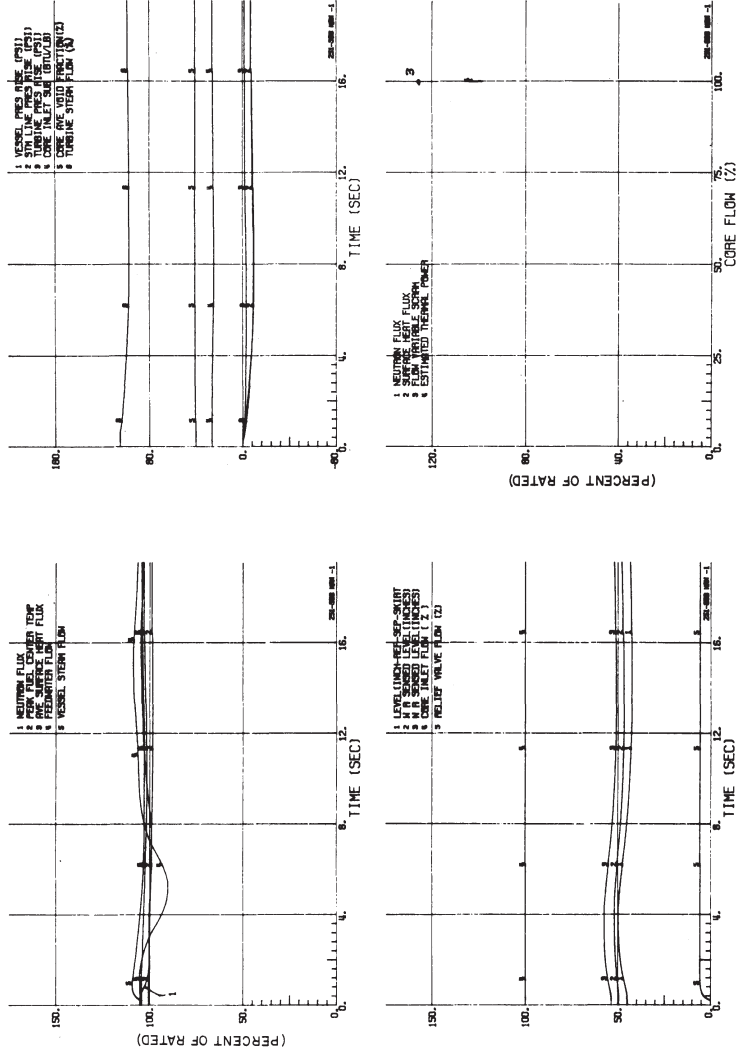 1 NEUTRON FLUX
2 PEAK FUEL CENTER TEMP
3 AVE SURFACE HEAT FLUX
4 FEEDWATER FLOW
5 VESSEL STEAM FLOW
150.
100.
50.
0.
0. 4. 8. 12. 16.
TIME (SEC)
(PERCENT OF RATED)
1
1 VESSEL PRES RISE (PSI)
2 STM LINE PRES RISE (PSI)
3 TURBINE PRES RISE (PSI)
4 CORE INLET SUB (BTU/LB)
5 CORE AVE VOID FRACTION(%)
6 TURBINE STEAM FLOW (%)
160.
80.
0.
-80
0. 4. 8. 12. 16.
TIME (SEC)
1 LEVEL(INCH-REF-SEP-SKIRT
2 W R SENSED LEVEL(INCHES)
3 N R SENSED LEVEL(INCHES)
4 CORE INLET FLOW (%)
5 RELIEF VALVE FLOW (%)
150.
100.
50.
0.
0. 4. 8. 12. 16.
TIME (SEC)
1 NEUTRON FLUX
2 SURFACE HEAT FLUX
3 FLOW VARIABLE SCRAM
4 ESTIMATED THERMAL POWER
3
120.
40.
0.
0. 25. 50. 75. 100.
CORE FLOW (%)
(PERCENT OF RATED)